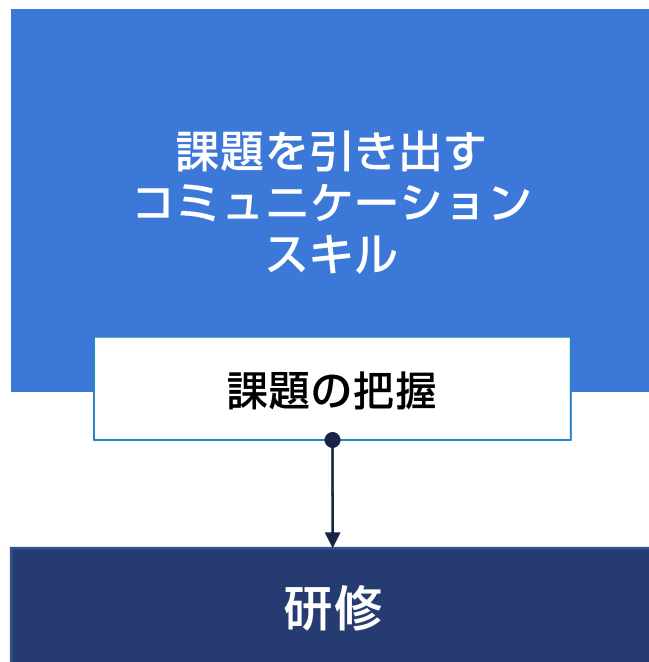 課題を引き出す
コミュニケーション
スキル
課題の把握
研修